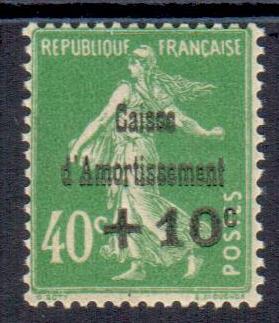 REPUBLIQUE FRANÇAISE
Caisse
d'Amortissement
40c
+ 10c
POSTES